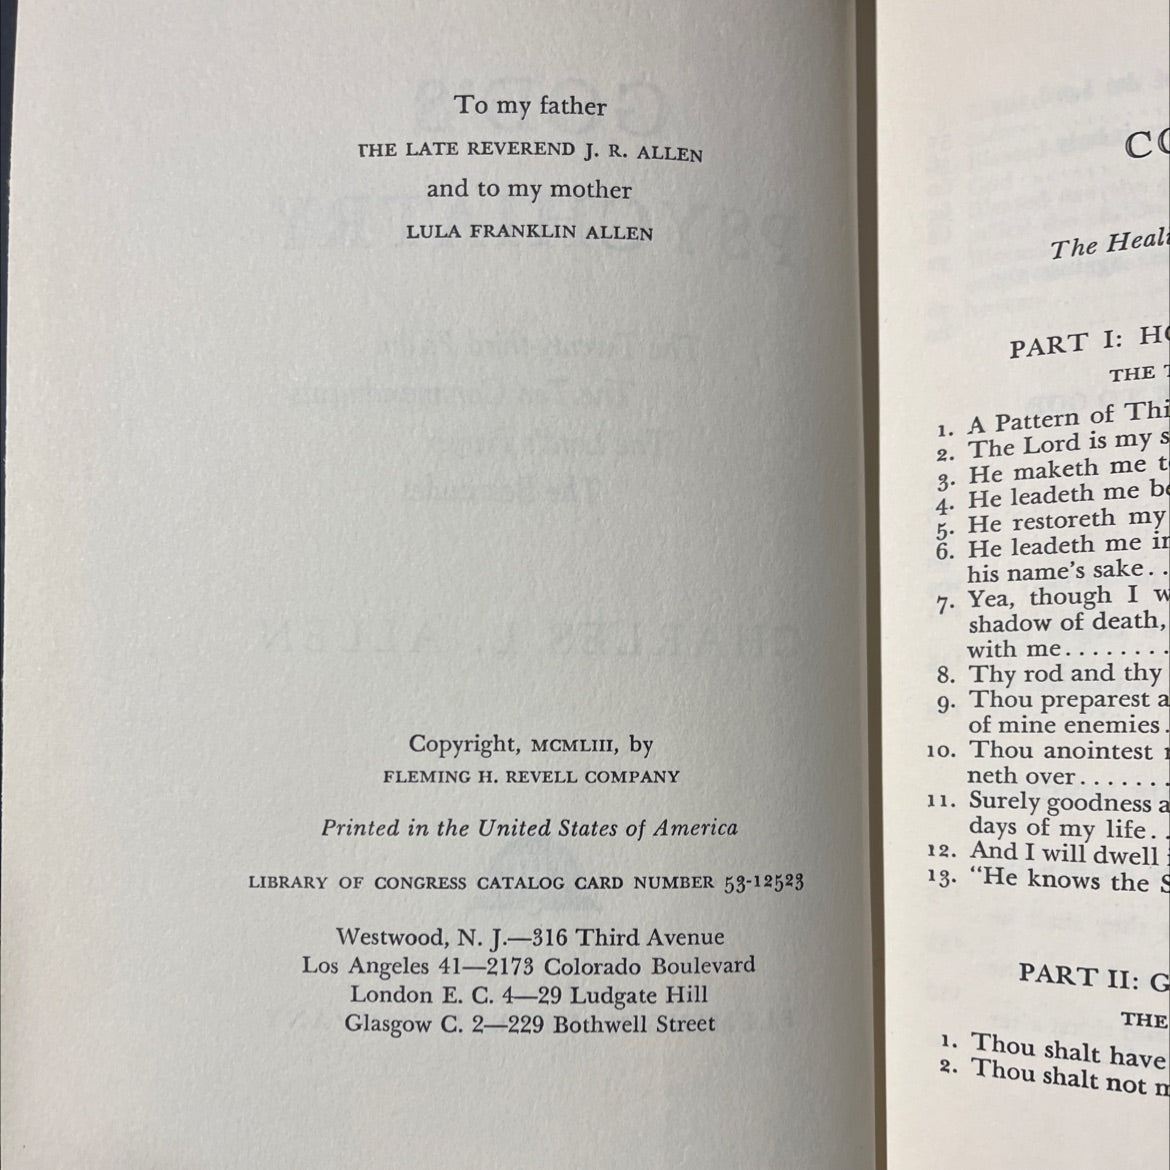 To my father
THE LATE REVEREND J. R. ALLEN
and to my mother
LULA FRANKLIN ALLEN
Copyright, MCMLIII, by
FLEMING H. REVELL COMPANY
Printed in the United States of America
LIBRARY OF CONGRESS CATALOG CARD NUMBER 53-12523
Westwood, N. J.—316 Third Avenue
Los Angeles 41—2173 Colorado Boulevard
London E. C. 4—29 Ludgate Hill
Glasgow C. 2—229 Bothwell Street
The
PART I:
THE
1. A Pattern of
2. The Lord is my
3. He maketh me
4. He leadeth me
5. He restoreth my
6. He leadeth me
his name's sake. .
7. Yea, though I
shadow of death,
with me........
8. Thy rod and thy
9. Thou preparest a
of mine enemies.
10. Thou anointest
neth over.......
11. Surely goodness
days of my life. .
12. And I will dwell
13. "He knows the
PART II:
THE
1. Thou shalt have
2. Thou shalt not